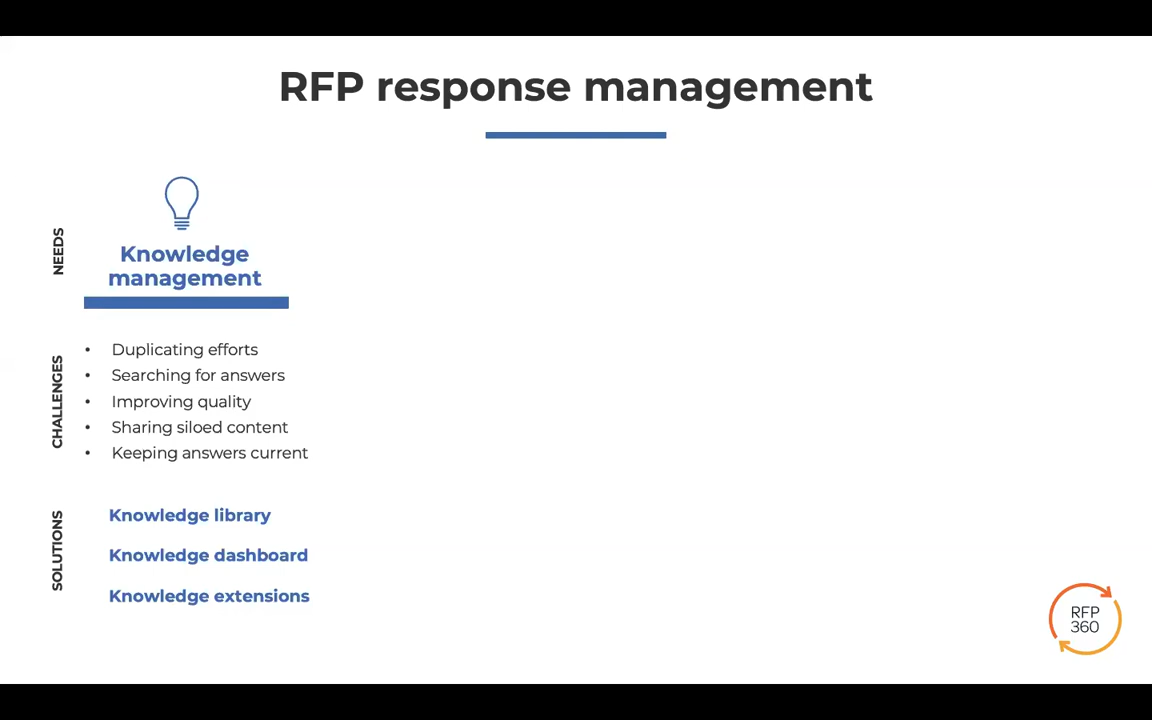 RFP response management
NEEDS
Knowledge
management
CHALLENGES
• Duplicating efforts
• Searching for answers
• Improving quality
• Sharing siloed content
• Keeping answers current
SOLUTIONS
Knowledge library
Knowledge dashboard
Knowledge extensions
RFP
360